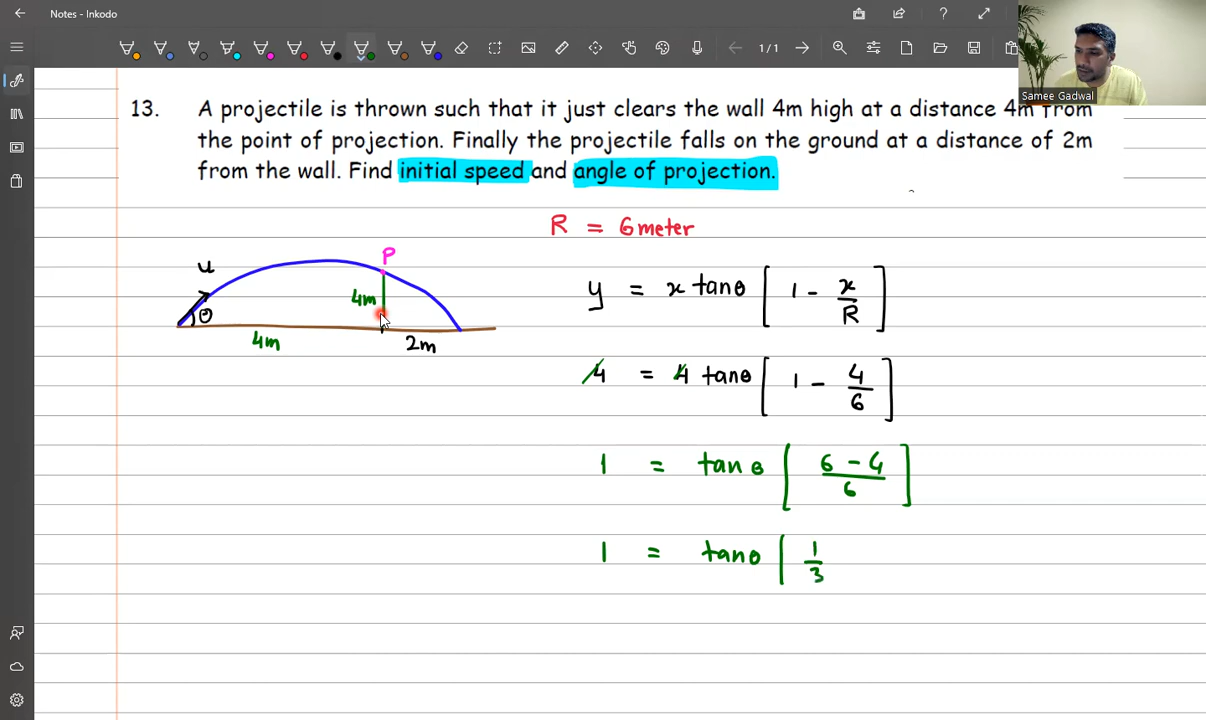 Notes - Inkodo
1/1
Samee Gadwal
13. A projectile is thrown such that it just clears the wall 4m high at a distance 4m from
the point of projection. Finally the projectile falls on the ground at a distance of 2m
from the wall. Find initial speed and angle of projection.
R = 6meter
u
P
θ
4m
4m
2m
y = x tanθ [ 1 - x/R ]
4 = 4 tanθ [ 1 - 4/6 ]
1 = tanθ [ 6 - 4 / 6 ]
1 = tanθ [ 1/3